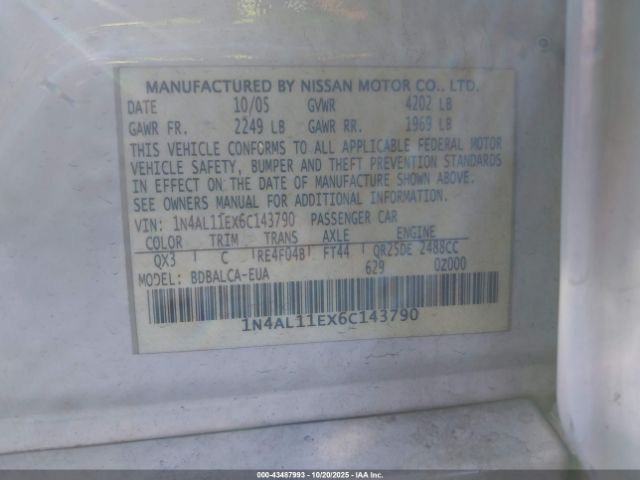 MANUFACTURED BY NISSAN MOTOR CO., LTD.
DATE 10/05 GVWR 4202 LB
GAWR FR. 2249 LB GAWR RR. 1969 LB
THIS VEHICLE CONFORMS TO ALL APPLICABLE FEDERAL MOTOR
VEHICLE SAFETY, BUMPER AND THEFT PREVENTION STANDARDS
IN EFFECT ON THE DATE OF MANUFACTURE SHOWN ABOVE.
SEE OWNERS MANUAL FOR ADDITIONAL INFORMATION.
VIN: 1N4AL11EX6C143790 PASSENGER CAR
COLOR TRIM TRANS AXLE ENGINE
QX3 C RE4F04B FT44 QR25DE 2488CC
MODEL: BDBALCA-EUA 629 0Z000
1N4AL11EX6C143790
00-43487993 - 10/20/2025 - COPYRIGHT IAA, LLC.